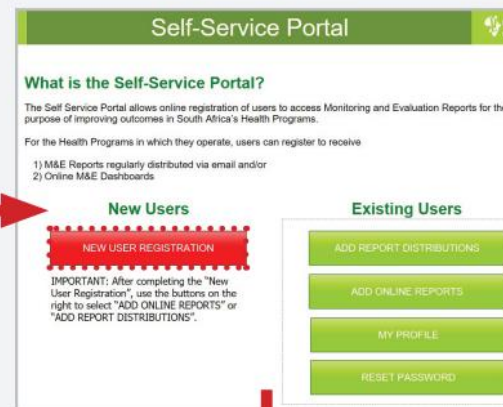 Self-Service Portal
What is the Self-Service Portal?
The Self Service Portal allows online registration of users to access Monitoring and Evaluation Reports for the
purpose of improving outcomes in South Africa's Health Programs.
For the Health Programs in which they operate, users can register to receive
1) M&E Reports regularly distributed via email and/or
2) Online M&E Dashboards
New Users
NEW USER REGISTRATION
IMPORTANT: After completing the "New
User Registration", use the buttons on the
right to select "ADD ONLINE REPORTS" or
"ADD REPORT DISTRIBUTIONS".
Existing Users
ADD REPORT DISTRIBUTIONS
ADD ONLINE REPORTS
MY PROFILE
RESET PASSWORD